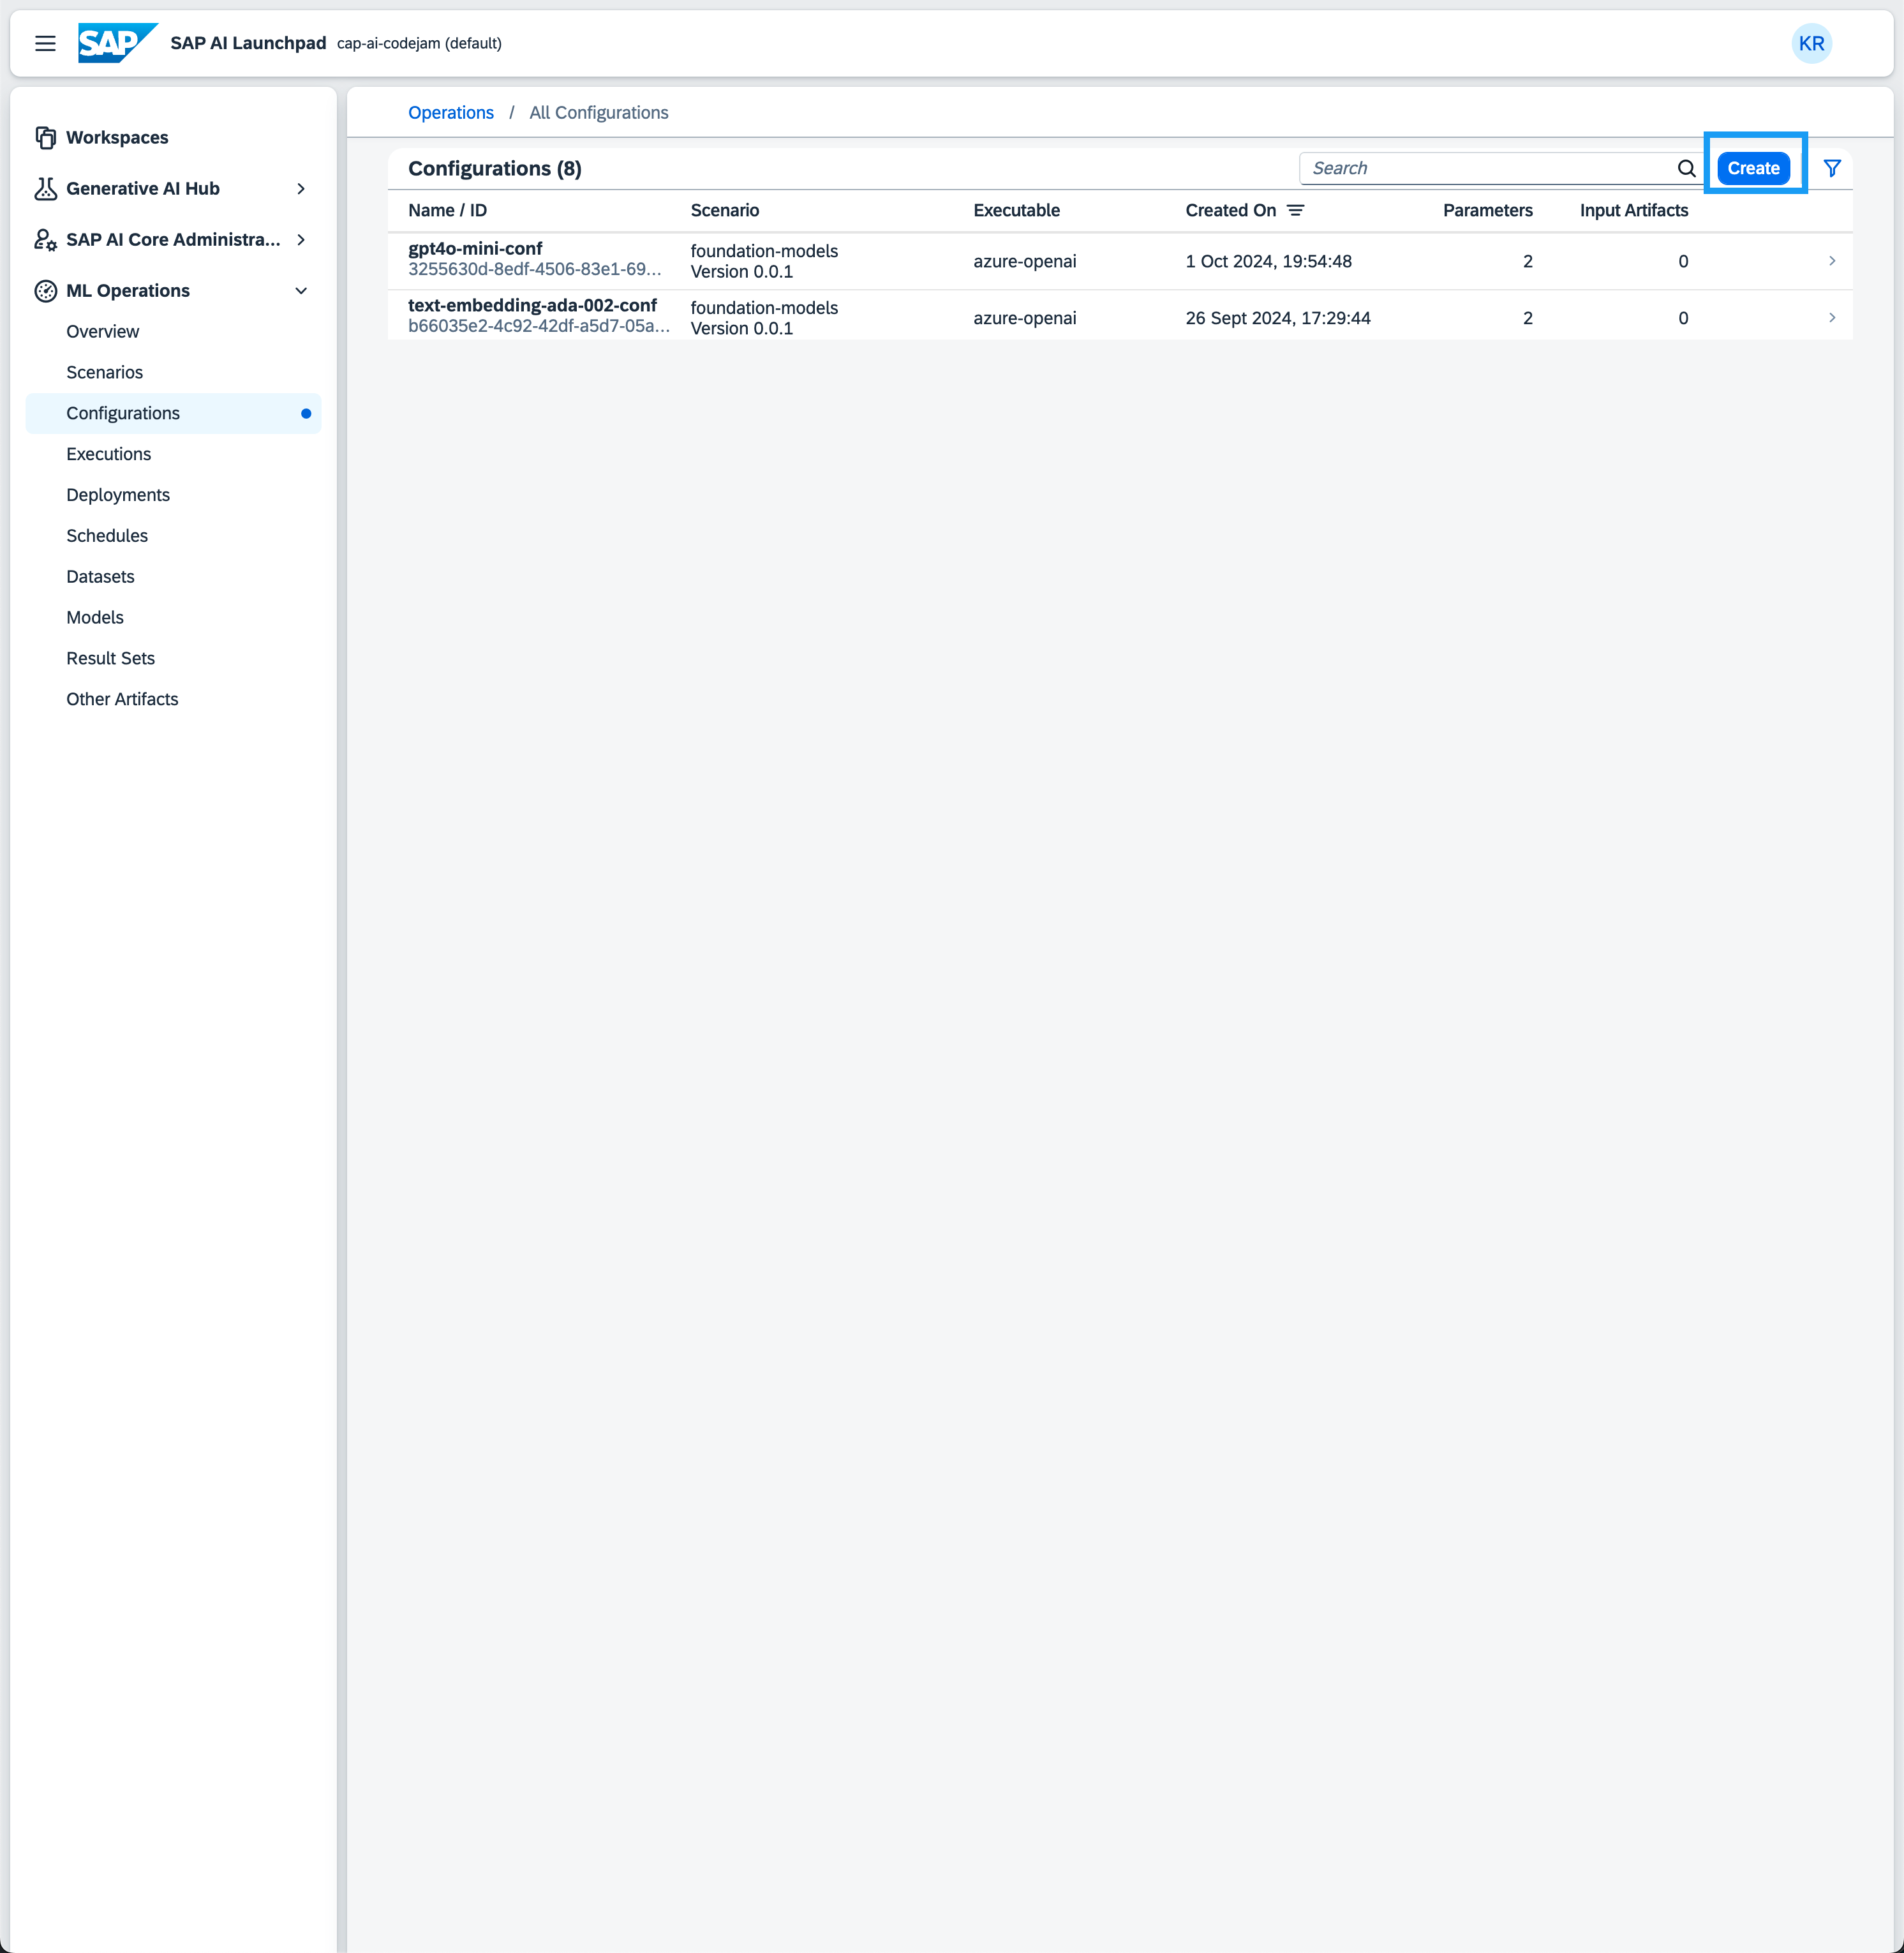 SAP SAP AI Launchpad cap-ai-codejam (default) KR
Workspaces
Generative AI Hub
SAP AI Core Administra...
ML Operations
Overview
Scenarios
Configurations
Executions
Deployments
Schedules
Datasets
Models
Result Sets
Other Artifacts
Operations / All Configurations
Configurations (8) Search Create
Name / ID Scenario Executable Created On Parameters Input Artifacts
gpt4o-mini-conf foundation-models azure-openai 1 Oct 2024, 19:54:48 2 0
3255630d-8edf-4506-83e1-69... Version 0.0.1
text-embedding-ada-002-conf foundation-models azure-openai 26 Sept 2024, 17:29:44 2 0
b66035e2-4c92-42df-a5d7-05a... Version 0.0.1